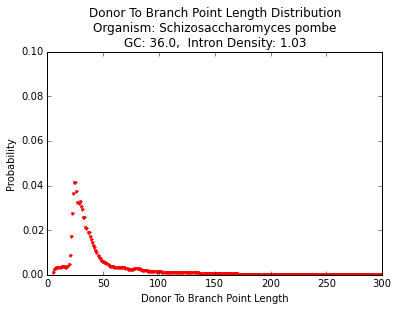 Donor To Branch Point Length Distribution
Organism: Schizosaccharomyces pombe
GC: 36.0,  Intron Density: 1.03
0.10
0.08
0.06
0.04
0.02
0.00
Probability
0 50 100 150 200 250 300
Donor To Branch Point Length